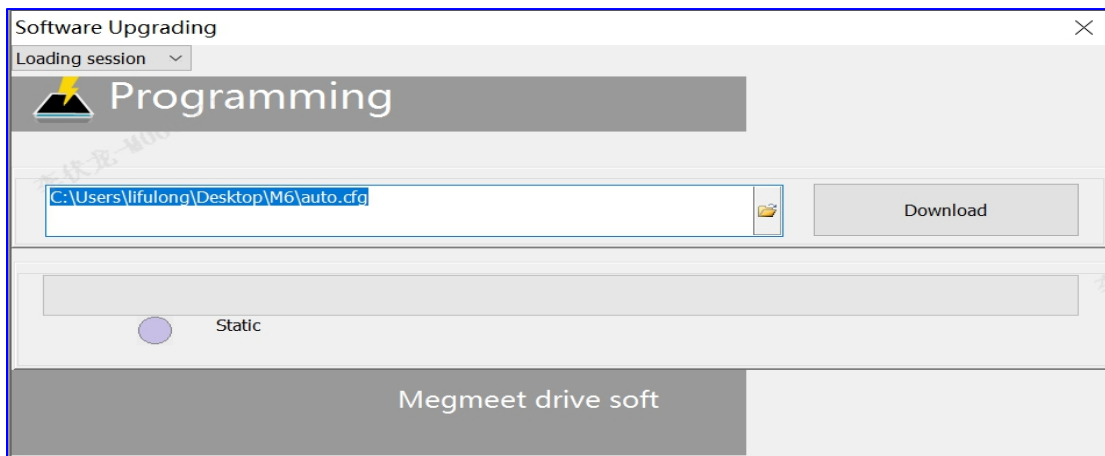 Software Upgrading
Loading session
Programming
C:\Users\lifulong\Desktop\M6\auto.cfg
Download
Static
Megmeet drive soft